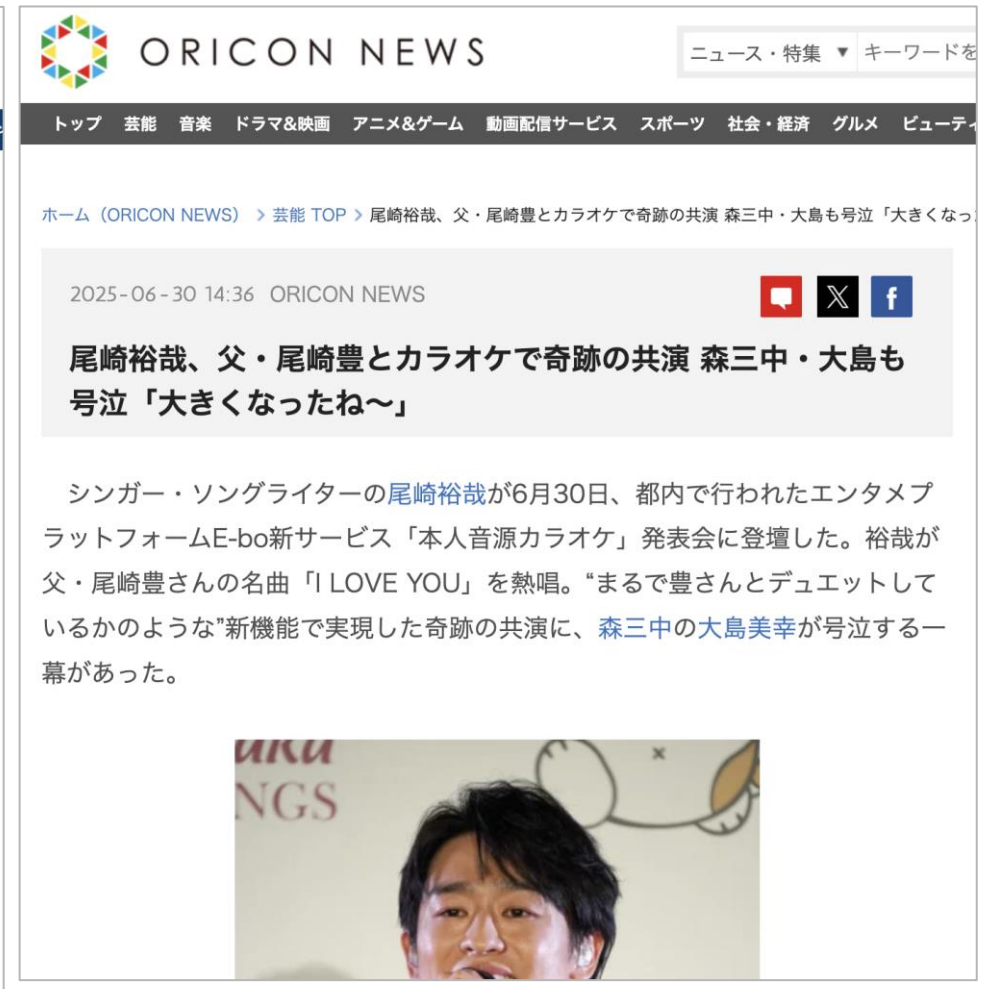 ORICON NEWS
ニュース・特集 ▼ キーワードを
トップ 芸能 音楽 ドラマ&映画 アニメ&ゲーム 動画配信サービス スポーツ 社会・経済 グルメ ビューティ
ホーム（ORICON NEWS） > 芸能 TOP > 尾崎裕哉、父・尾崎豊とカラオケで奇跡の共演 森三中・大島も号泣「大きくなっ
2025-06-30 14:36 ORICON NEWS
尾崎裕哉、父・尾崎豊とカラオケで奇跡の共演 森三中・大島も
号泣「大きくなったね〜」
シンガー・ソングライターの尾崎裕哉が6月30日、都内で行われたエンタメプ
ラットフォームE-bo新サービス「本人音源カラオケ」発表会に登壇した。裕哉が
父・尾崎豊さんの名曲「I LOVE YOU」を熱唱。“まるで豊さんとデュエットして
いるかのような”新機能で実現した奇跡の共演に、森三中の大島美幸が号泣する一
幕があった。
NGS